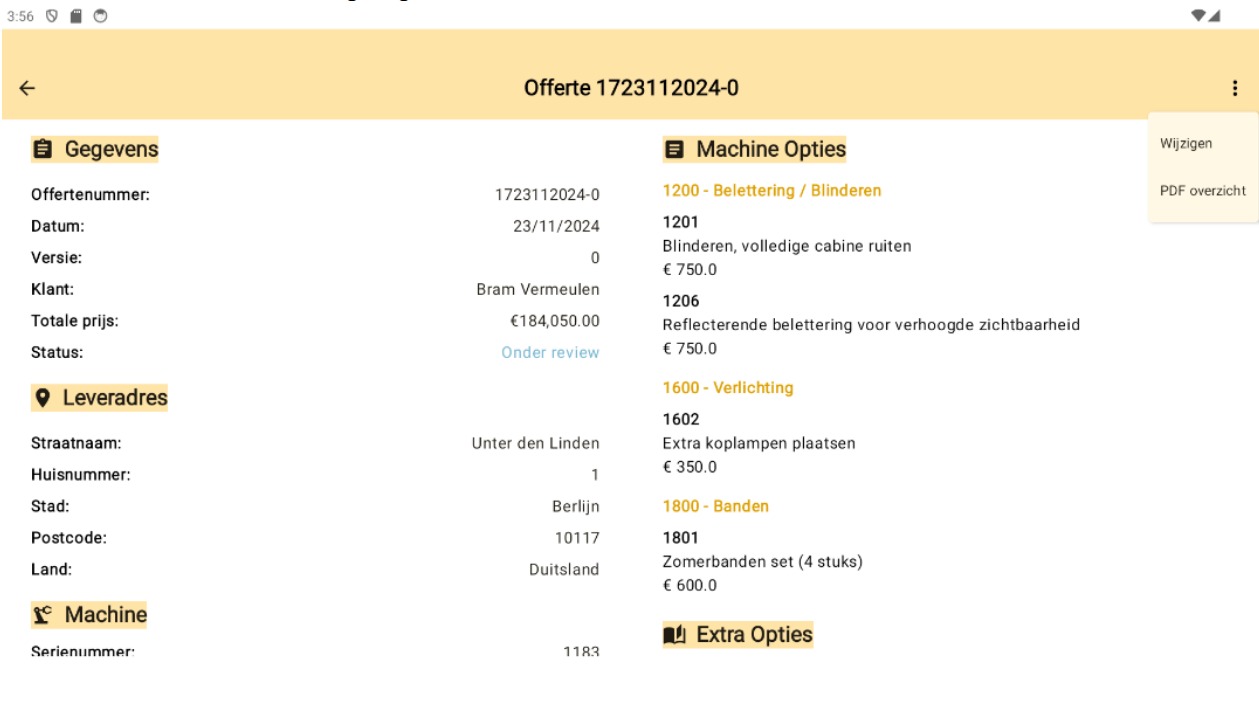 3:56
Offerte 1723112024-0
Wijzigen
PDF overzicht
Gegevens
Offertenummer: 1723112024-0
Datum: 23/11/2024
Versie: 0
Klant: Bram Vermeulen
Totale prijs: €184,050.00
Status: Onder review
Leveradres
Straatnaam: Unter den Linden
Huisnummer: 1
Stad: Berlijn
Postcode: 10117
Land: Duitsland
Machine
Serienummer: 1183
Machine Opties
1200 - Belettering / Blinderen
1201
Blinderen, volledige cabine ruiten
€ 750.0
1206
Reflecterende belettering voor verhoogde zichtbaarheid
€ 750.0
1600 - Verlichting
1602
Extra koplampen plaatsen
€ 350.0
1800 - Banden
1801
Zomerbanden set (4 stuks)
€ 600.0
Extra Opties